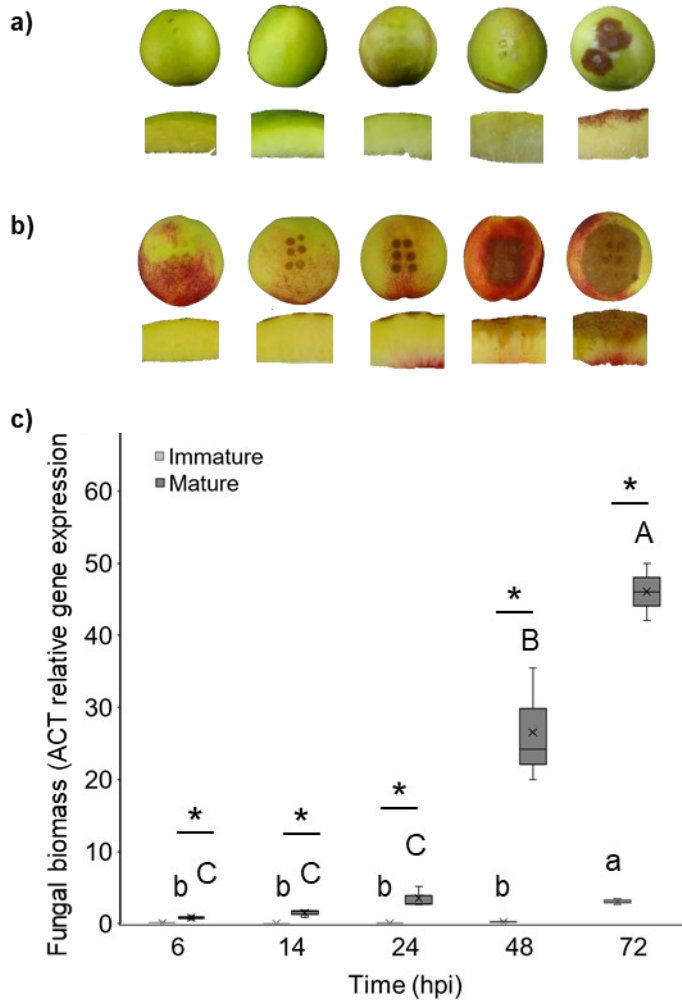 a)
b)
c)
Fungal biomass (ACT relative gene expression
Immature
Mature
60
50
40
30
20
10
0
* * * * *
b C b C b C b B a A
6 14 24 48 72
Time (hpi)